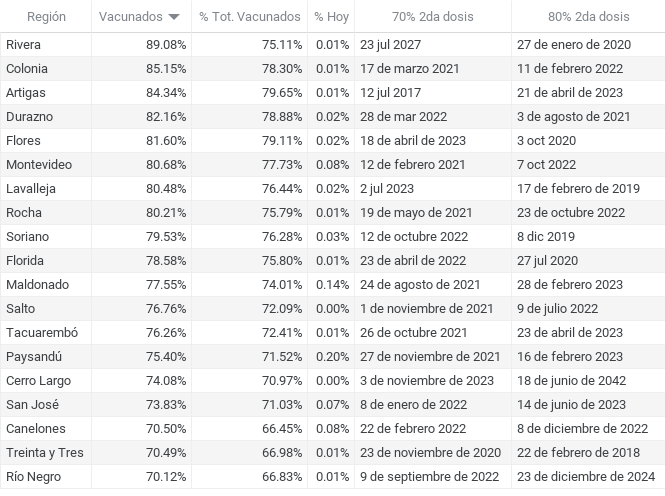 Región Vacunados % Tot. Vacunados % Hoy 70% 2da dosis 80% 2da dosis
Rivera 89.08% 75.11% 0.01% 23 jul 2027 27 de enero de 2020
Colonia 85.15% 78.30% 0.01% 17 de marzo 2021 11 de febrero 2022
Artigas 84.34% 79.65% 0.01% 12 jul 2017 21 de abril de 2023
Durazno 82.16% 78.88% 0.02% 28 de mar 2022 3 de agosto de 2021
Flores 81.60% 79.11% 0.02% 18 de abril de 2023 3 oct 2020
Montevideo 80.68% 77.73% 0.08% 12 de febrero 2021 7 oct 2022
Lavalleja 80.48% 76.44% 0.02% 2 jul 2023 17 de febrero de 2019
Rocha 80.21% 75.79% 0.01% 19 de mayo de 2021 23 de octubre 2022
Soriano 79.53% 76.28% 0.03% 12 de octubre 2022 8 dic 2019
Florida 78.58% 75.80% 0.01% 23 de abril de 2022 27 jul 2020
Maldonado 77.55% 74.01% 0.14% 24 de agosto de 2021 28 de febrero de 2023
Salto 76.76% 72.09% 0.00% 1 de noviembre de 2021 9 de julio 2022
Tacuarembó 76.26% 72.41% 0.01% 26 de octubre 2021 23 de abril de 2023
Paysandú 75.40% 71.52% 0.20% 27 de noviembre de 2021 16 de febrero de 2023
Cerro Largo 74.08% 70.97% 0.00% 3 de noviembre de 2023 18 de junio de 2042
San José 73.83% 71.03% 0.07% 8 de enero de 2022 14 de junio de 2023
Canelones 70.50% 66.45% 0.08% 22 de febrero de 2022 8 de diciembre de 2022
Treinta y Tres 70.49% 66.98% 0.01% 23 de noviembre de 2020 22 de febrero de 2018
Río Negro 70.12% 66.83% 0.01% 9 de septiembre de 2022 23 de diciembre de 2024